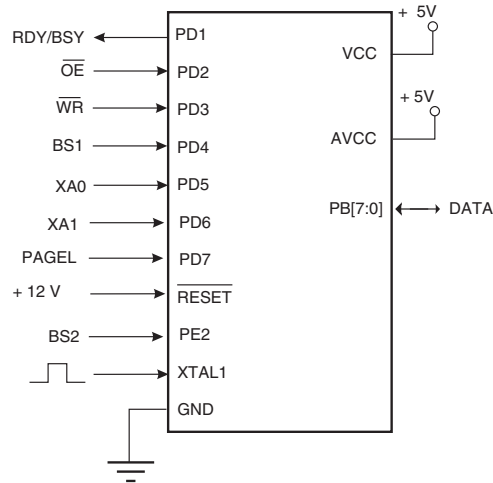 + 5V
RDY/BSY PD1
VCC
OE PD2
+ 5V
WR PD3
BS1 PD4 AVCC
XA0 PD5
PB[7:0] DATA
XA1 PD6
PAGEL PD7
+ 12 V RESET
BS2 PE2
XTAL1
GND